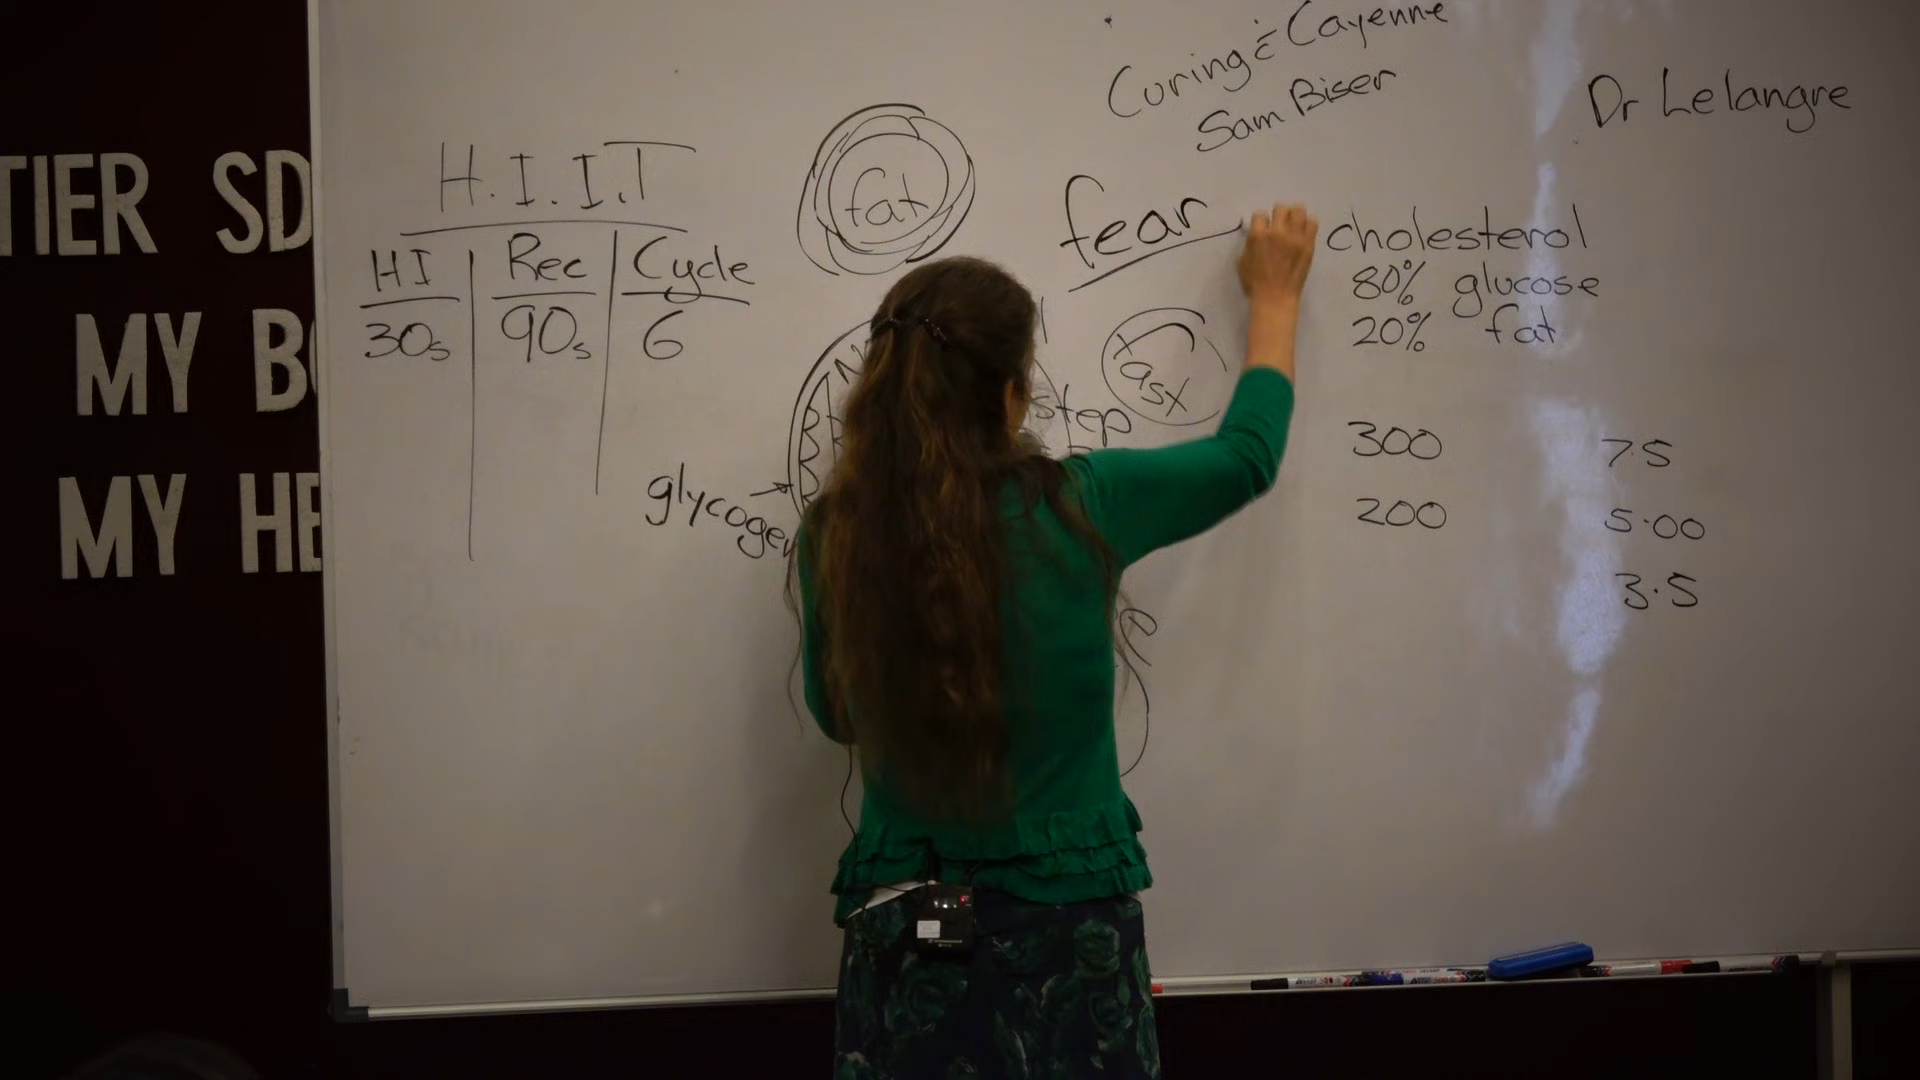 TIER SD
MY B
MY HE
Curing c̄ Cayenne
Sam Biser
Dr Lelangre
H.I.I.T
HI Rec Cycle
30s 90s 6
fat
fear
fast
step
glycogen
cholesterol
80% glucose
20% fat
300 7.5
200 5.00
3.5